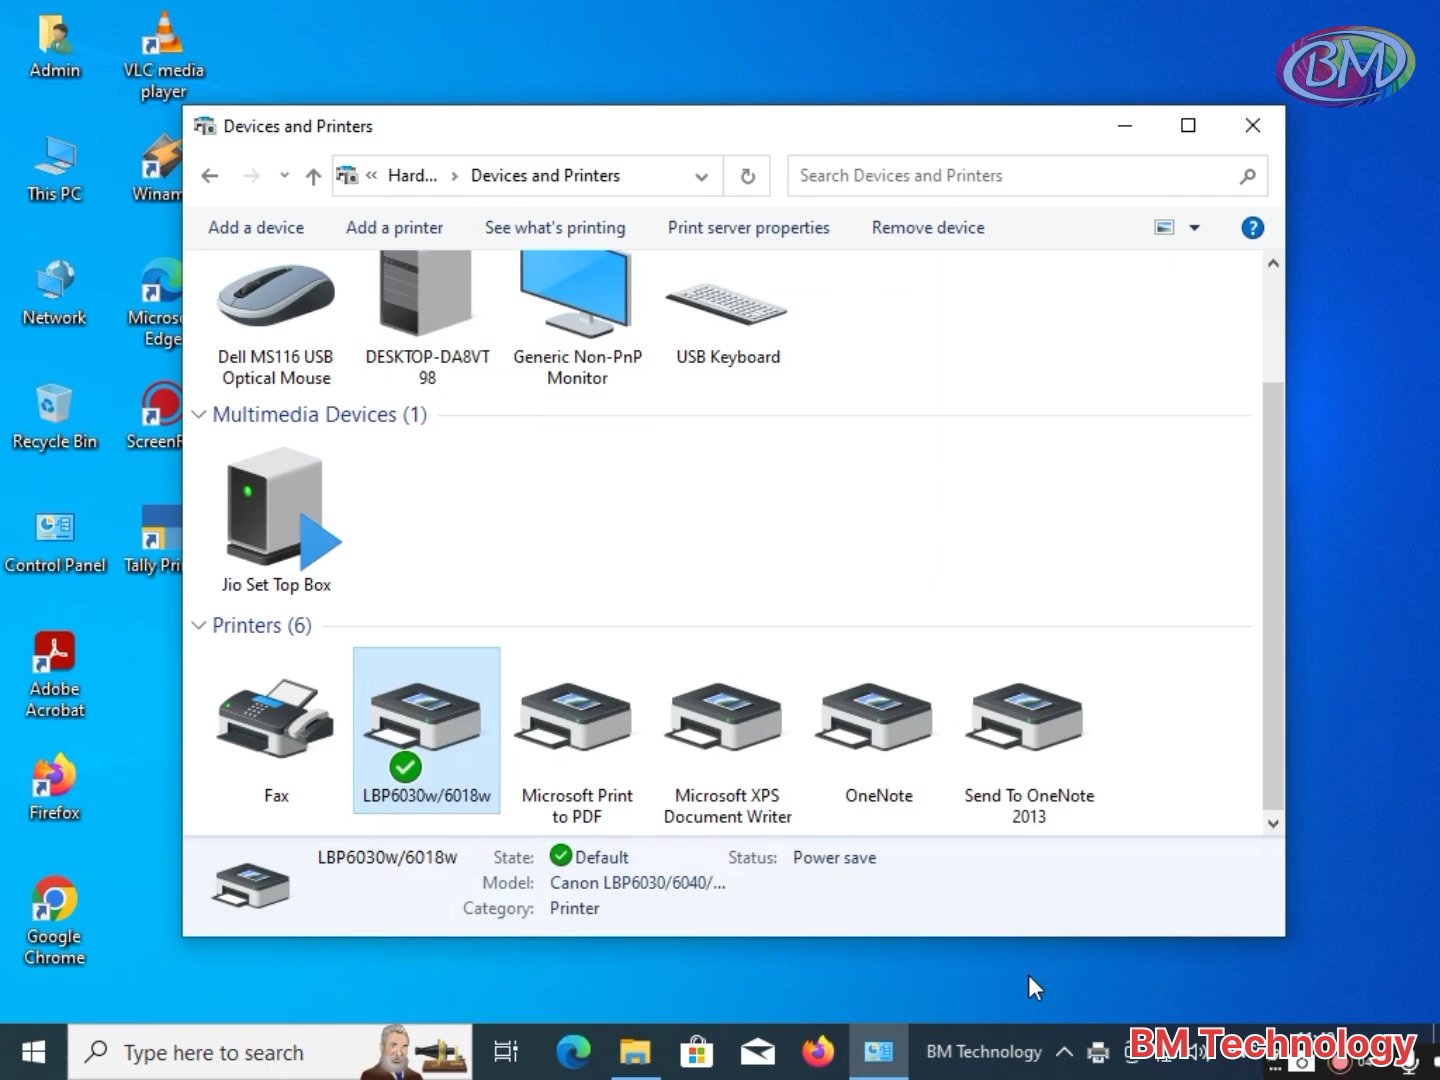 Admin
VLC media
player
BM
Devices and Printers
This PC
Winam
« Hard... > Devices and Printers
Search Devices and Printers
Add a device
Add a printer
See what's printing
Print server properties
Remove device
?
Network
Micros
Edge
Dell MS116 USB
Optical Mouse
DESKTOP-DA8VT
98
Generic Non-PnP
Monitor
USB Keyboard
Multimedia Devices (1)
Recycle Bin
ScreenR
Jio Set Top Box
Control Panel
Tally Pri
Printers (6)
Adobe
Acrobat
Fax
LBP6030w/6018w
Microsoft Print
to PDF
Microsoft XPS
Document Writer
OneNote
Send To OneNote
2013
Firefox
LBP6030w/6018w
State: Default
Status: Power save
Model: Canon LBP6030/6040/...
Category: Printer
Google
Chrome
Type here to search
BM Technology
BM Technology